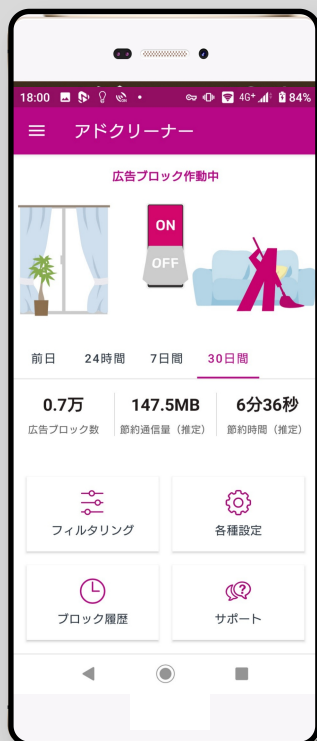 18:00 4G+ 84%
アドクリーナー
広告ブロック作動中
ON
OFF
前日 24時間 7日間 30日間
0.7万 147.5MB 6分36秒
広告ブロック数 節約通信量（推定） 節約時間（推定）
フィルタリング 各種設定
ブロック履歴 サポート